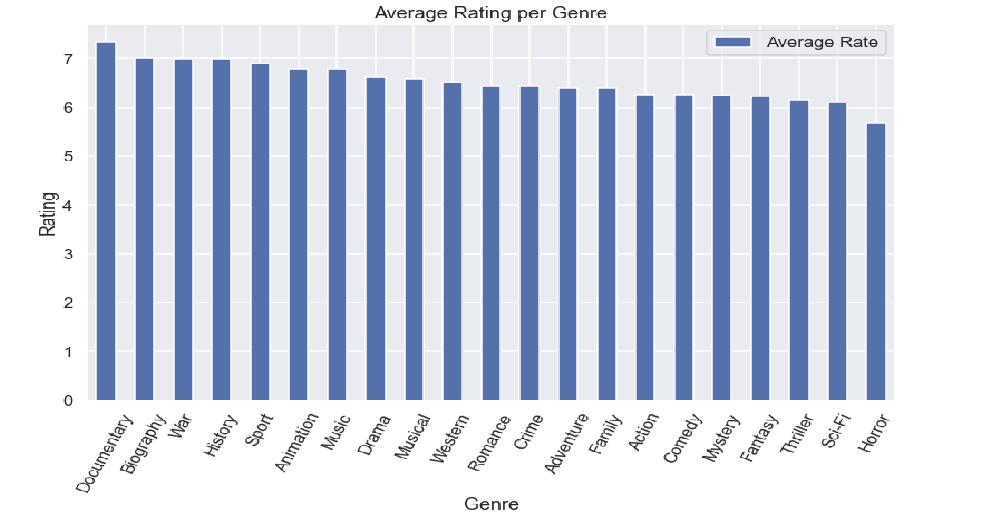 Average Rating per Genre
Average Rate
Rating
7
6
5
4
3
2
1
0
Documentary
Biography
War
History
Sport
Animation
Music
Drama
Musical
Western
Romance
Crime
Adventure
Family
Action
Comedy
Mystery
Fantasy
Thriller
Sci-Fi
Horror
Genre